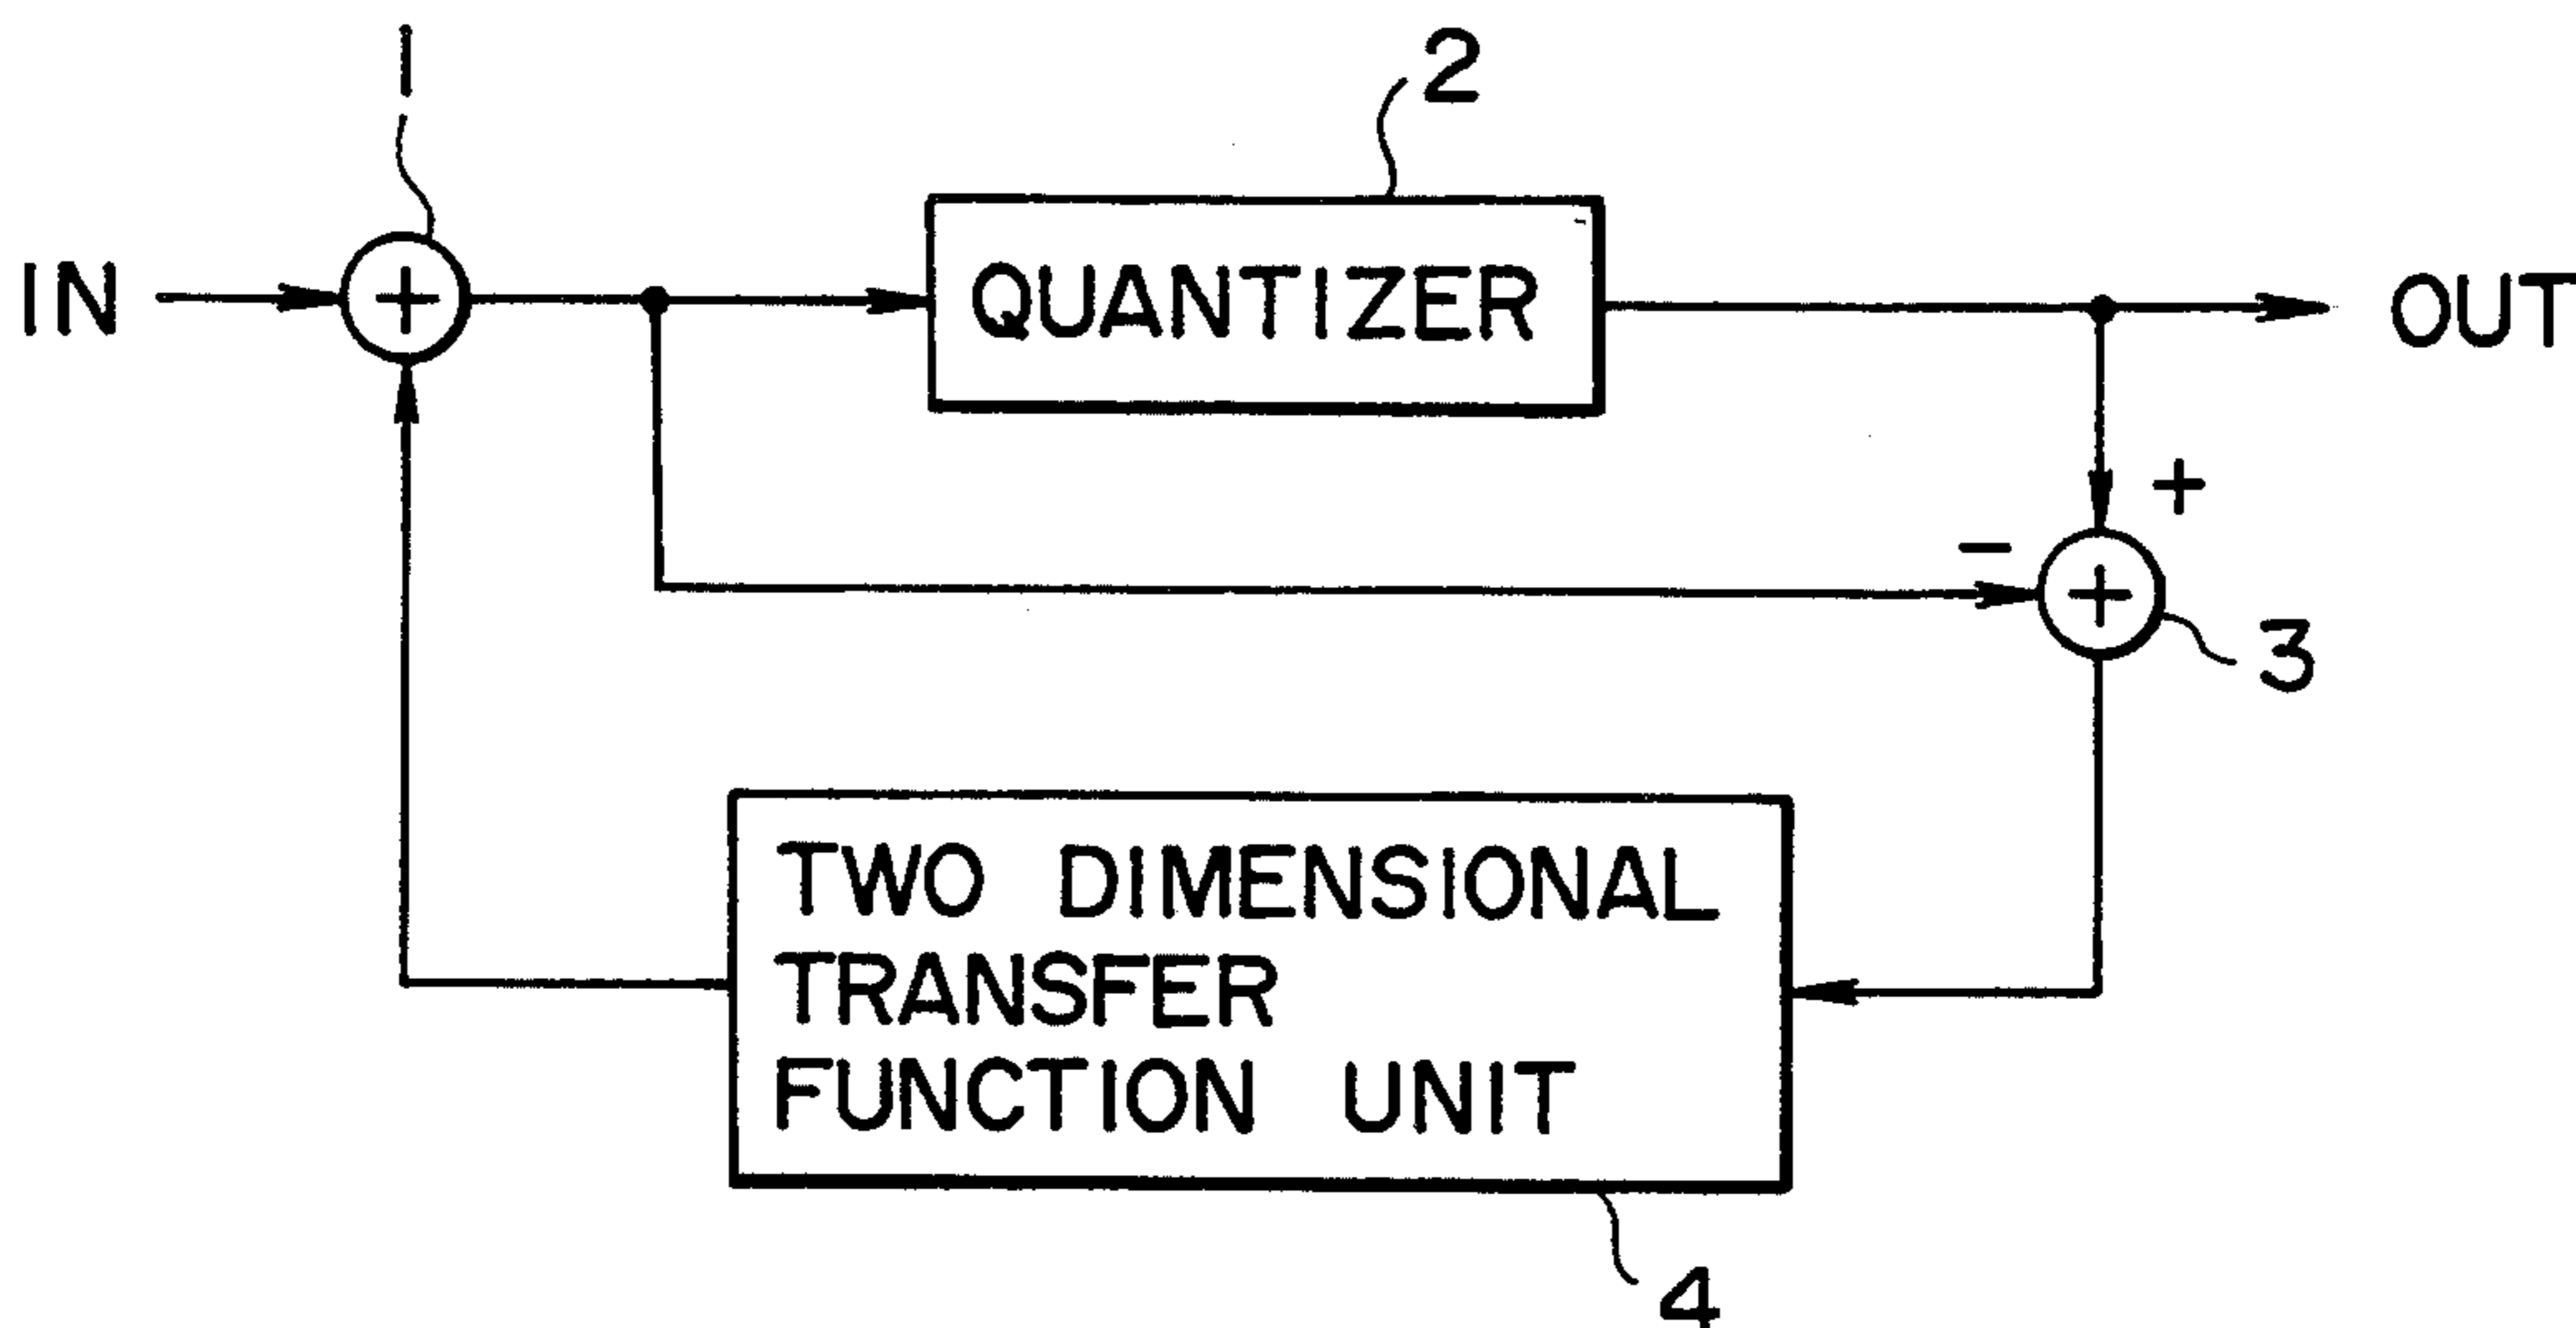 1
2
IN
+
QUANTIZER
OUT
+
-
+
3
TWO DIMENSIONAL
TRANSFER
FUNCTION UNIT
4